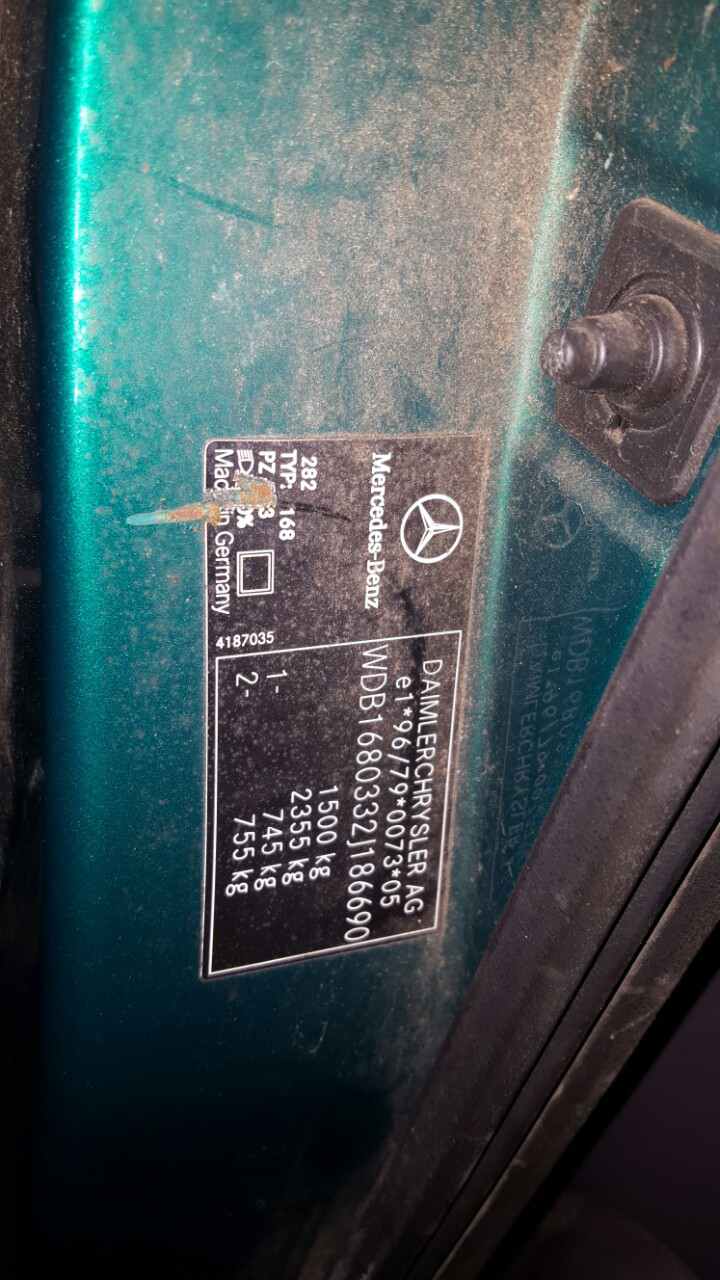 Mercedes-Benz
282
TYP: 168
PZ
Made in Germany
4187035
DAIMLERCHRYSLER AG
e1*96/79*0073*05
WDB1680332J186690
1500 kg
2355 kg
1- 745 kg
2- 755 kg